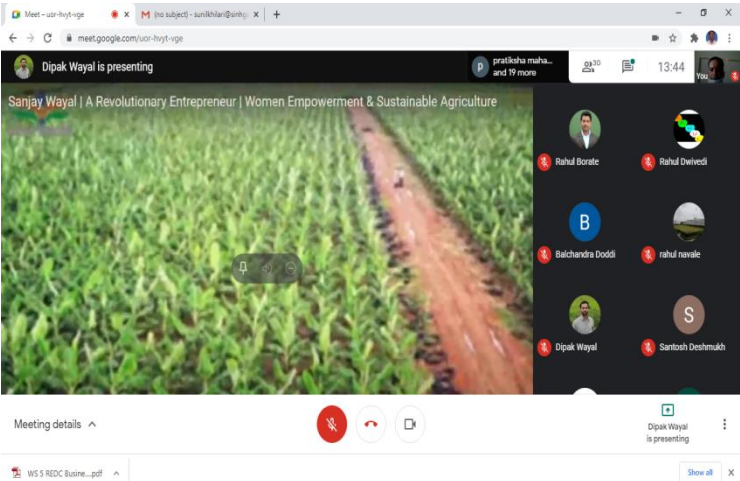 Meet – uor-hvyt-vge
(no subject) - sunilkhilari@sinhg
meet.google.com/uor-hvyt-vge
Dipak Wayal is presenting
P
pratiksha maha...
and 19 more
30
13:44
You
Sanjay Wayal | A Revolutionary Entrepreneur | Women Empowerment & Sustainable Agriculture
Rahul Borate
Rahul Dwivedi
B
Balchandra Doddi
rahul navale
Dipak Wayal
S
Santosh Deshmukh
Meeting details
Dipak Wayal
is presenting
WS 5 REDC Busine....pdf
Show all